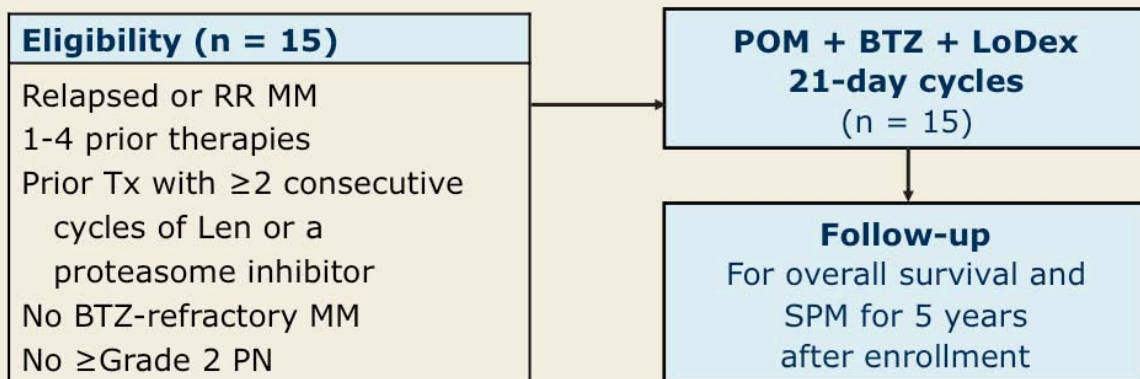 Eligibility (n = 15)
Relapsed or RR MM
1-4 prior therapies
Prior Tx with ≥2 consecutive
cycles of Len or a
proteasome inhibitor
No BTZ-refractory MM
No ≥Grade 2 PN
POM + BTZ + LoDex
21-day cycles
(n = 15)
Follow-up
For overall survival and
SPM for 5 years
after enrollment